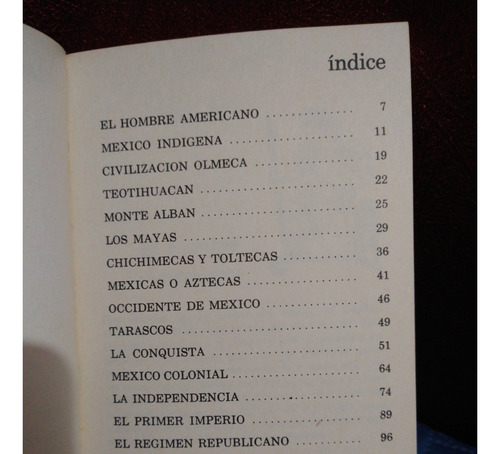 índice
EL HOMBRE AMERICANO .............. 7
MEXICO INDIGENA ..................... 11
CIVILIZACION OLMECA ................ 19
TEOTIHUACAN ......................... 22
MONTE ALBAN ......................... 25
LOS MAYAS ............................ 29
CHICHIMECAS Y TOLTECAS ............ 36
MEXICAS O AZTECAS .................. 41
OCCIDENTE DE MEXICO ............... 46
TARASCOS ............................. 49
LA CONQUISTA ........................ 51
MEXICO COLONIAL .................... 64
LA INDEPENDENCIA ................... 74
EL PRIMER IMPERIO .................. 89
EL REGIMEN REPUBLICANO ........... 96